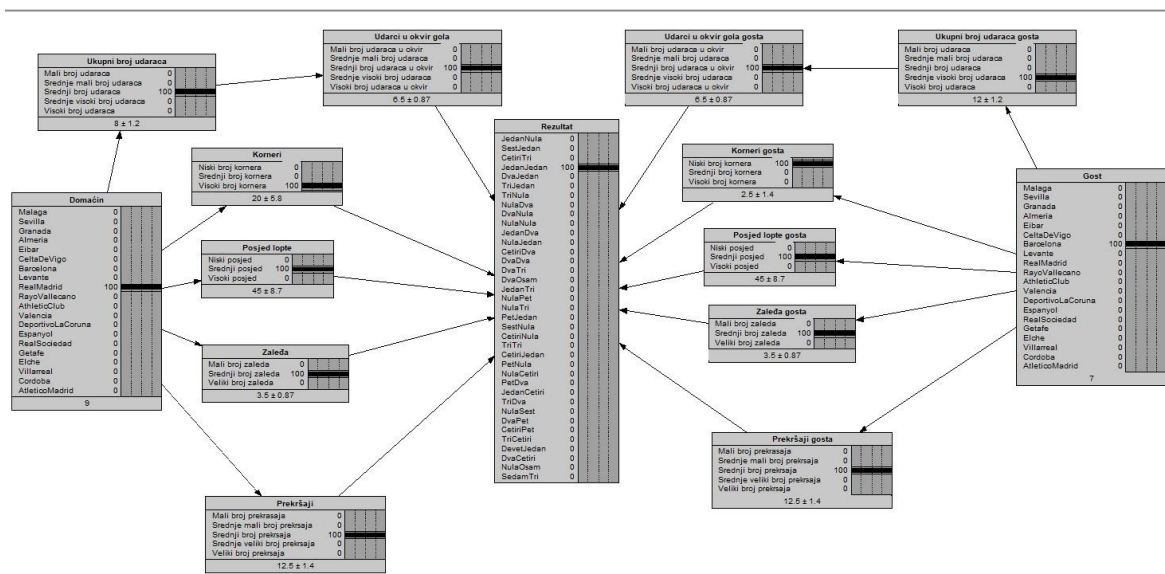 Ukupni broj udaraca
Mali broj udaraca 0
Srednje mali broj udaraca 0
Srednji broj udaraca 100
Srednje visoki broj udaraca 0
Visoki broj udaraca 0
8 ± 1.2
Udarci u okvir gola
Mali broj udaraca u okvir 0
Srednje mali broj udaraca 0
Srednji broj udaraca u okvir 100
Srednje visoki broj udaraca 0
Visoki broj udaraca u okvir 0
6.5 ± 0.87
Udarci u okvir gola gosta
Mali broj udaraca u okvir 0
Srednje mali broj udaraca 0
Srednji broj udaraca u okvir 100
Srednje visoki broj udaraca 0
Visoki broj udaraca u okvir 0
6.5 ± 0.87
Ukupni broj udaraca gosta
Mali broj udaraca 0
Srednje mali broj udaraca 0
Srednji broj udaraca 0
Srednje visoki broj udaraca 100
Visoki broj udaraca 0
12 ± 1.2
Domaćin
Malaga 0
Sevilla 0
Granada 0
Almeria 0
Eibar 0
CeltaDeVigo 0
Barcelona 0
Levante 0
RealMadrid 100
RayoVallecano 0
AthleticClub 0
Valencia 0
DeportivoLaCoruna 0
Espanyol 0
RealSociedad 0
Getafe 0
Elche 0
Villarreal 0
Cordoba 0
AtleticoMadrid 0
9
Korneri
Niski broj kornera 0
Srednji broj kornera 0
Visoki broj kornera 100
20 ± 5.8
Posjed lopte
Niski posjed 0
Srednji posjed 100
Visoki posjed 0
45 ± 8.7
Zaleđa
Mali broj zaleda 0
Srednji broj zaleda 100
Veliki broj zaleda 0
3.5 ± 0.87
Prekršaji
Mali broj prekrasaja 0
Srednje mali broj prekrsaja 0
Srednji broj prekrsaja 100
Srednje veliki broj prekrsaja 0
Veliki broj prekrsaja 0
12.5 ± 1.4
Rezultat
JedanNula 0
SestJedan 0
CetiriTri 0
JedanJedan 100
DvaJedan 0
TriJedan 0
TriNula 0
NulaDva 0
DvaNula 0
NulaNula 0
JedanDva 0
NulaJedan 0
CetiriDva 0
DvaDva 0
DvaTri 0
DvaOsam 0
JedanTri 0
NulaPet 0
NulaTri 0
PetJedan 0
SestNula 0
CetiriNula 0
TriTri 0
CetiriJedan 0
PetNula 0
NulaCetiri 0
PetDva 0
JedanCetiri 0
TriDva 0
NulaSest 0
DvaPet 0
CetiriPet 0
TriCetiri 0
DevetJedan 0
DvaCetiri 0
NulaOsam 0
SedamTri 0
Korneri gosta
Niski broj kornera 100
Srednji broj kornera 0
Visoki broj kornera 0
2.5 ± 1.4
Posjed lopte gosta
Niski posjed 0
Srednji posjed 100
Visoki posjed 0
45 ± 8.7
Zaleđa gosta
Mali broj zaleda 0
Srednji broj zaleda 100
Veliki broj zaleda 0
3.5 ± 0.87
Prekršaji gosta
Mali broj prekrasaja 0
Srednje mali broj prekrsaja 0
Srednji broj prekrsaja 100
Srednje veliki broj prekrsaja 0
Veliki broj prekrsaja 0
12.5 ± 1.4
Gost
Malaga 0
Sevilla 0
Granada 0
Almeria 0
Eibar 0
CeltaDeVigo 0
Barcelona 100
Levante 0
RealMadrid 0
RayoVallecano 0
AthleticClub 0
Valencia 0
DeportivoLaCoruna 0
Espanyol 0
RealSociedad 0
Getafe 0
Elche 0
Villarreal 0
Cordoba 0
AtleticoMadrid 0
7